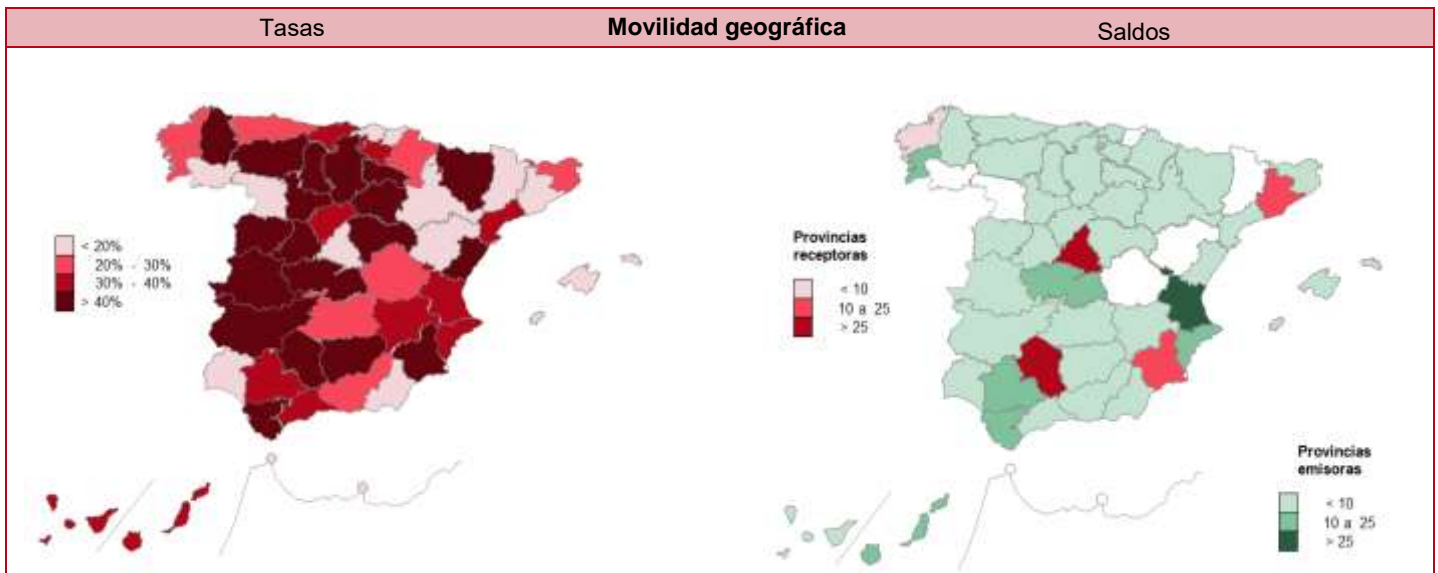 Tasas Movilidad geográfica Saldos
< 20%
20% - 30%
30% - 40%
> 40%
Provincias
receptoras
< 10
10 a 25
> 25
Provincias
emisoras
< 10
10 a 25
> 25